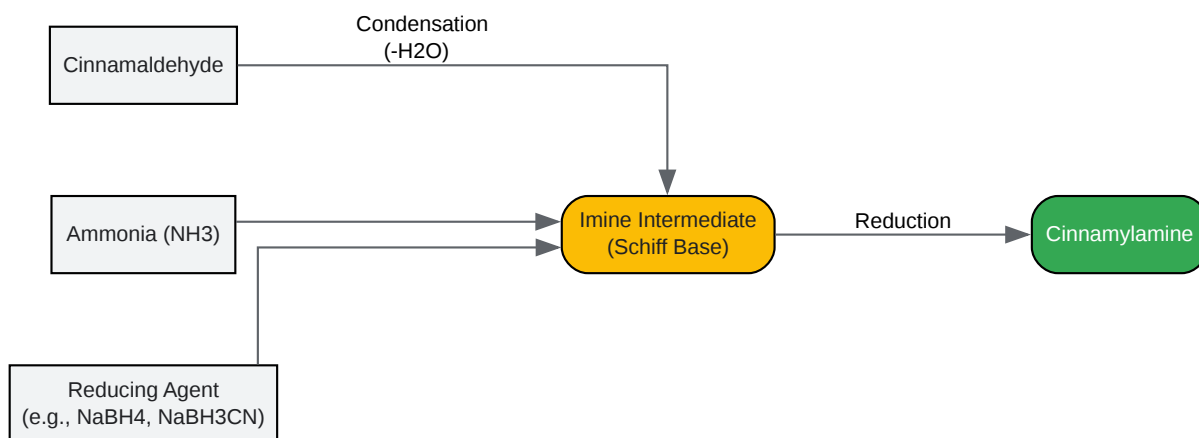 Condensation
(-H2O)
Cinnamaldehyde
Ammonia (NH3)
Imine Intermediate
(Schiff Base)
Reduction
Cinnamylamine
Reducing Agent
(e.g., NaBH4, NaBH3CN)